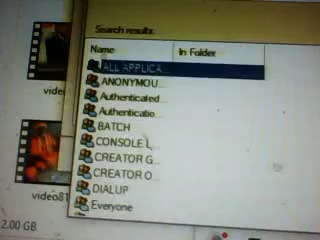 Search results:
Name In Folder
ALL APPLICA...
ANONYMOU...
Authenticated...
Authenticatio...
BATCH
CONSOLE L...
CREATOR G...
CREATOR O...
DIALUP
Everyone
video81
2.00 GB